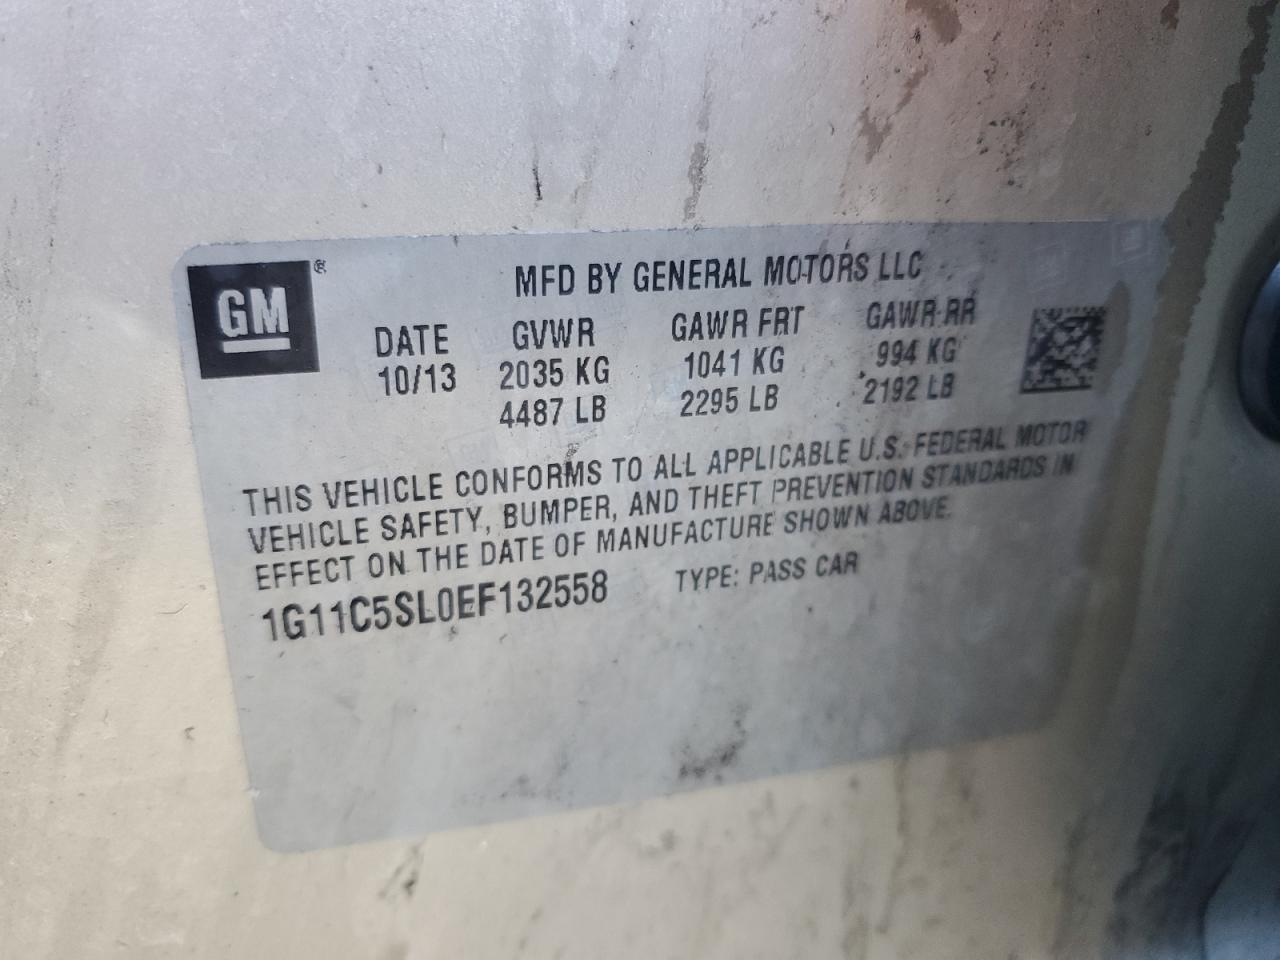 GM®
MFD BY GENERAL MOTORS LLC
DATE GVWR GAWR FRT GAWR RR
10/13 2035 KG 1041 KG 994 KG
4487 LB 2295 LB 2192 LB
THIS VEHICLE CONFORMS TO ALL APPLICABLE U.S. FEDERAL MOTOR
VEHICLE SAFETY, BUMPER, AND THEFT PREVENTION STANDARDS IN
EFFECT ON THE DATE OF MANUFACTURE SHOWN ABOVE.
1G11C5SL0EF132558 TYPE: PASS CAR